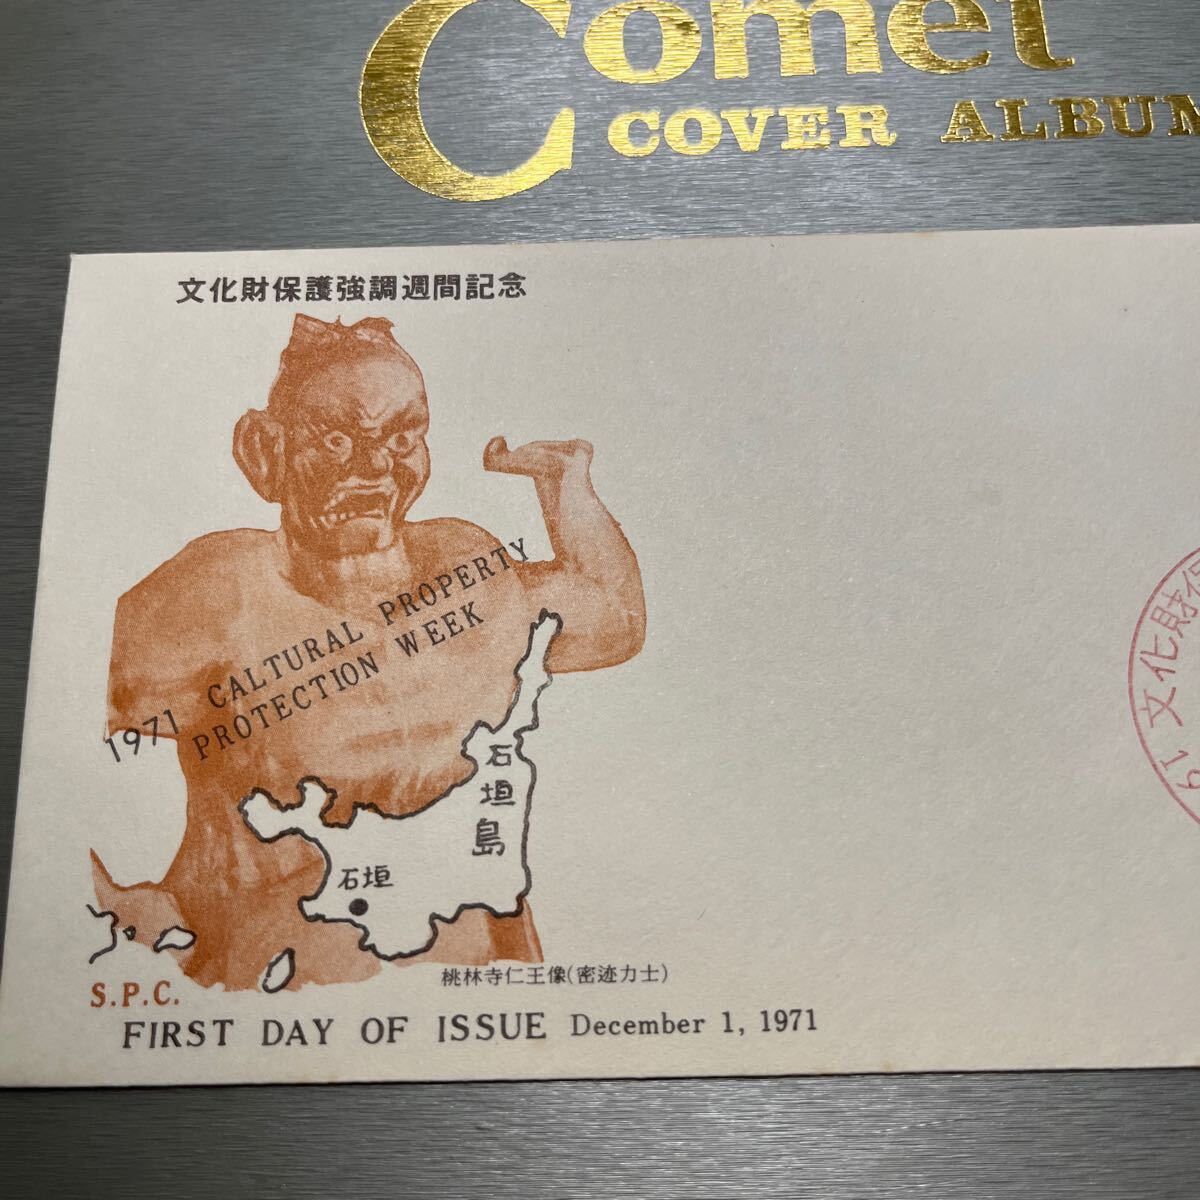 Comet
COVER ALBUM
文化財保護強調週間記念
1971 CALTURAL PROPERTY
PROTECTION WEEK
石垣島
石垣
桃林寺仁王像(密迹力士)
S.P.C.
FIRST DAY OF ISSUE December 1, 1971
19 文化財保